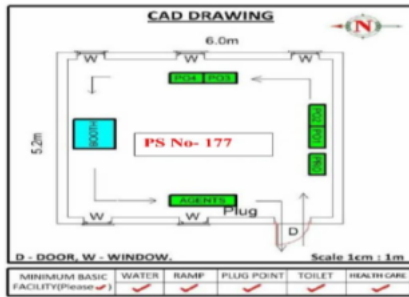 CAD DRAWING
N
6.0m
W W W
PO4 PO3
5.2m
BOOTH
PS No- 177
PO2
PO1
PRO
AGENTS
Plug
W W
D
D - DOOR, W - WINDOW. Scale 1cm : 1m
MINIMUM BASIC FACILITY(Please ✓) WATER RAMP PLUG POINT TOILET HEALTH CARE
✓ ✓ ✓ ✓ ✓